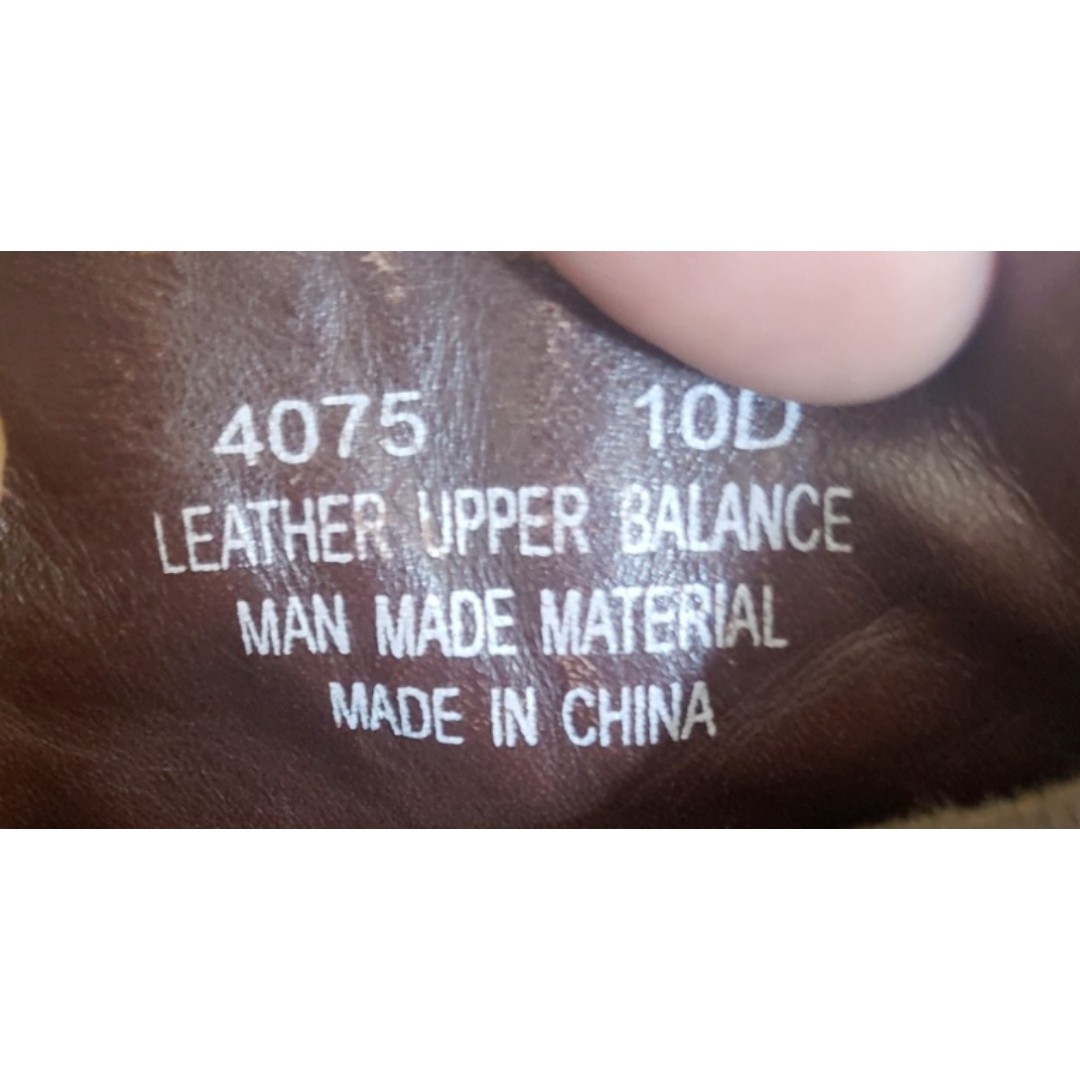 4075 10D
LEATHER UPPER BALANCE
MAN MADE MATERIAL
MADE IN CHINA